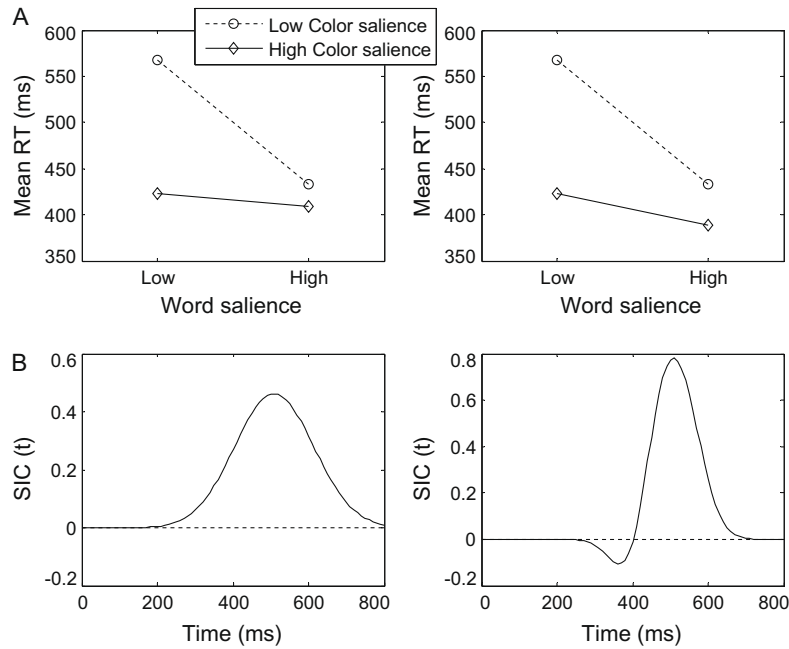 A
Low Color salience
High Color salience
600
550
500
450
400
350
Mean RT (ms)
Low
High
Word salience
600
550
500
450
400
350
Mean RT (ms)
Low
High
Word salience
B
0.6
0.4
0.2
0
-0.2
SIC (t)
0
200
400
600
800
Time (ms)
0.8
0.6
0.4
0.2
0
-0.2
SIC (t)
0
200
400
600
800
Time (ms)